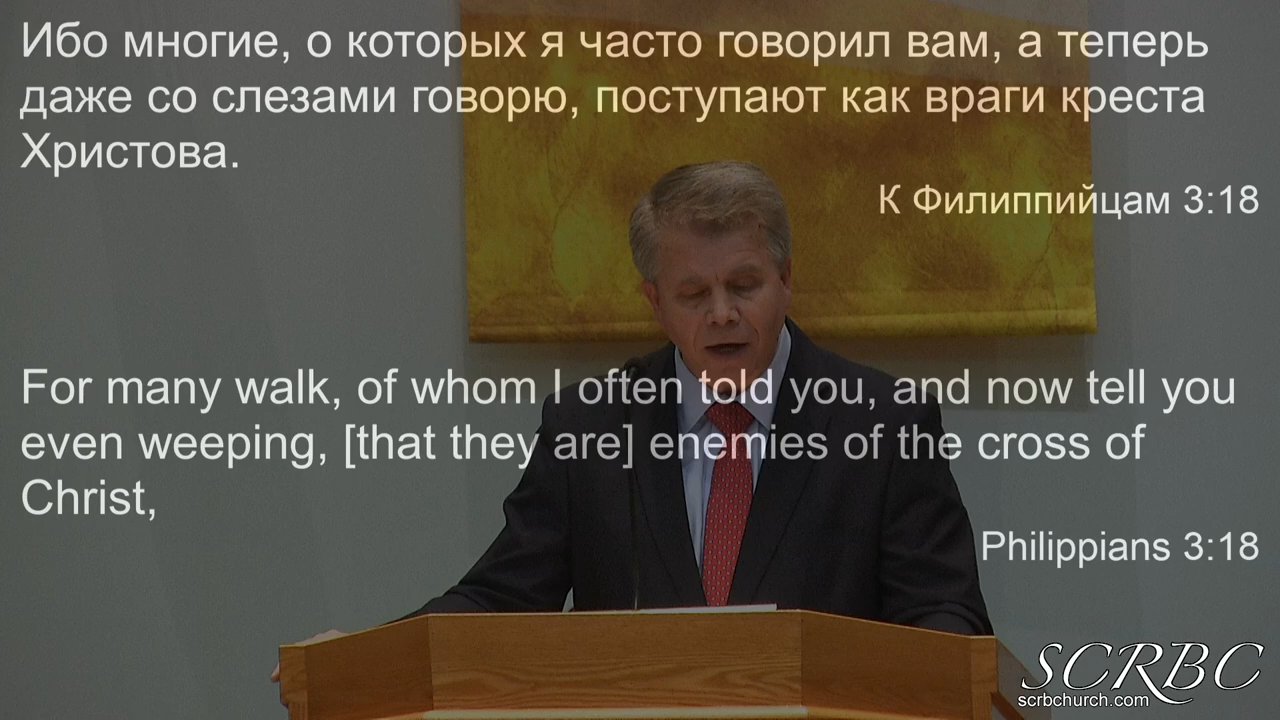 Ибо многие, о которых я часто говорил вам, а теперь
даже со слезами говорю, поступают как враги креста
Христова.
К Филиппийцам 3:18
For many walk, of whom I often told you, and now tell you
even weeping, [that they are] enemies of the cross of
Christ,
Philippians 3:18
SCRBC
scrbchurch.com